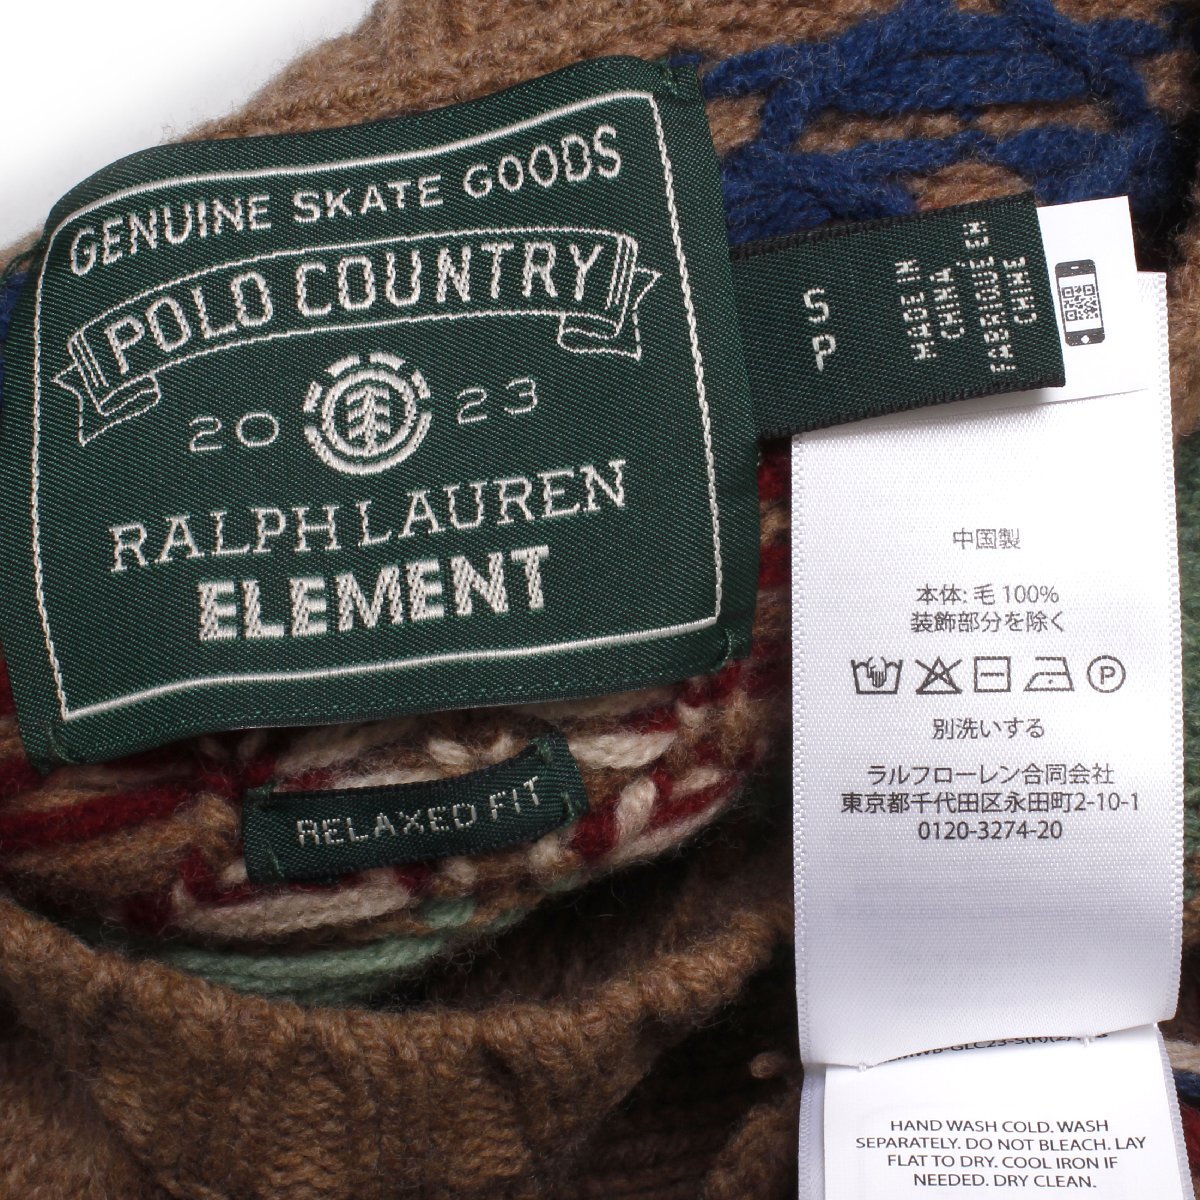 GENUINE SKATE GOODS
POLO COUNTRY
20 23
RALPH LAUREN
ELEMENT
RELAXED FIT
S
P
MADE IN
CHINA
FABRIQUÉ EN
CHINE
中国製
本体: 毛 100%
装飾部分を除く
P
別洗いする
ラルフローレン合同会社
東京都千代田区永田町2-10-1
0120-3274-20
HAND WASH COLD. WASH
SEPARATELY. DO NOT BLEACH. LAY
FLAT TO DRY. COOL IRON IF
NEEDED. DRY CLEAN.